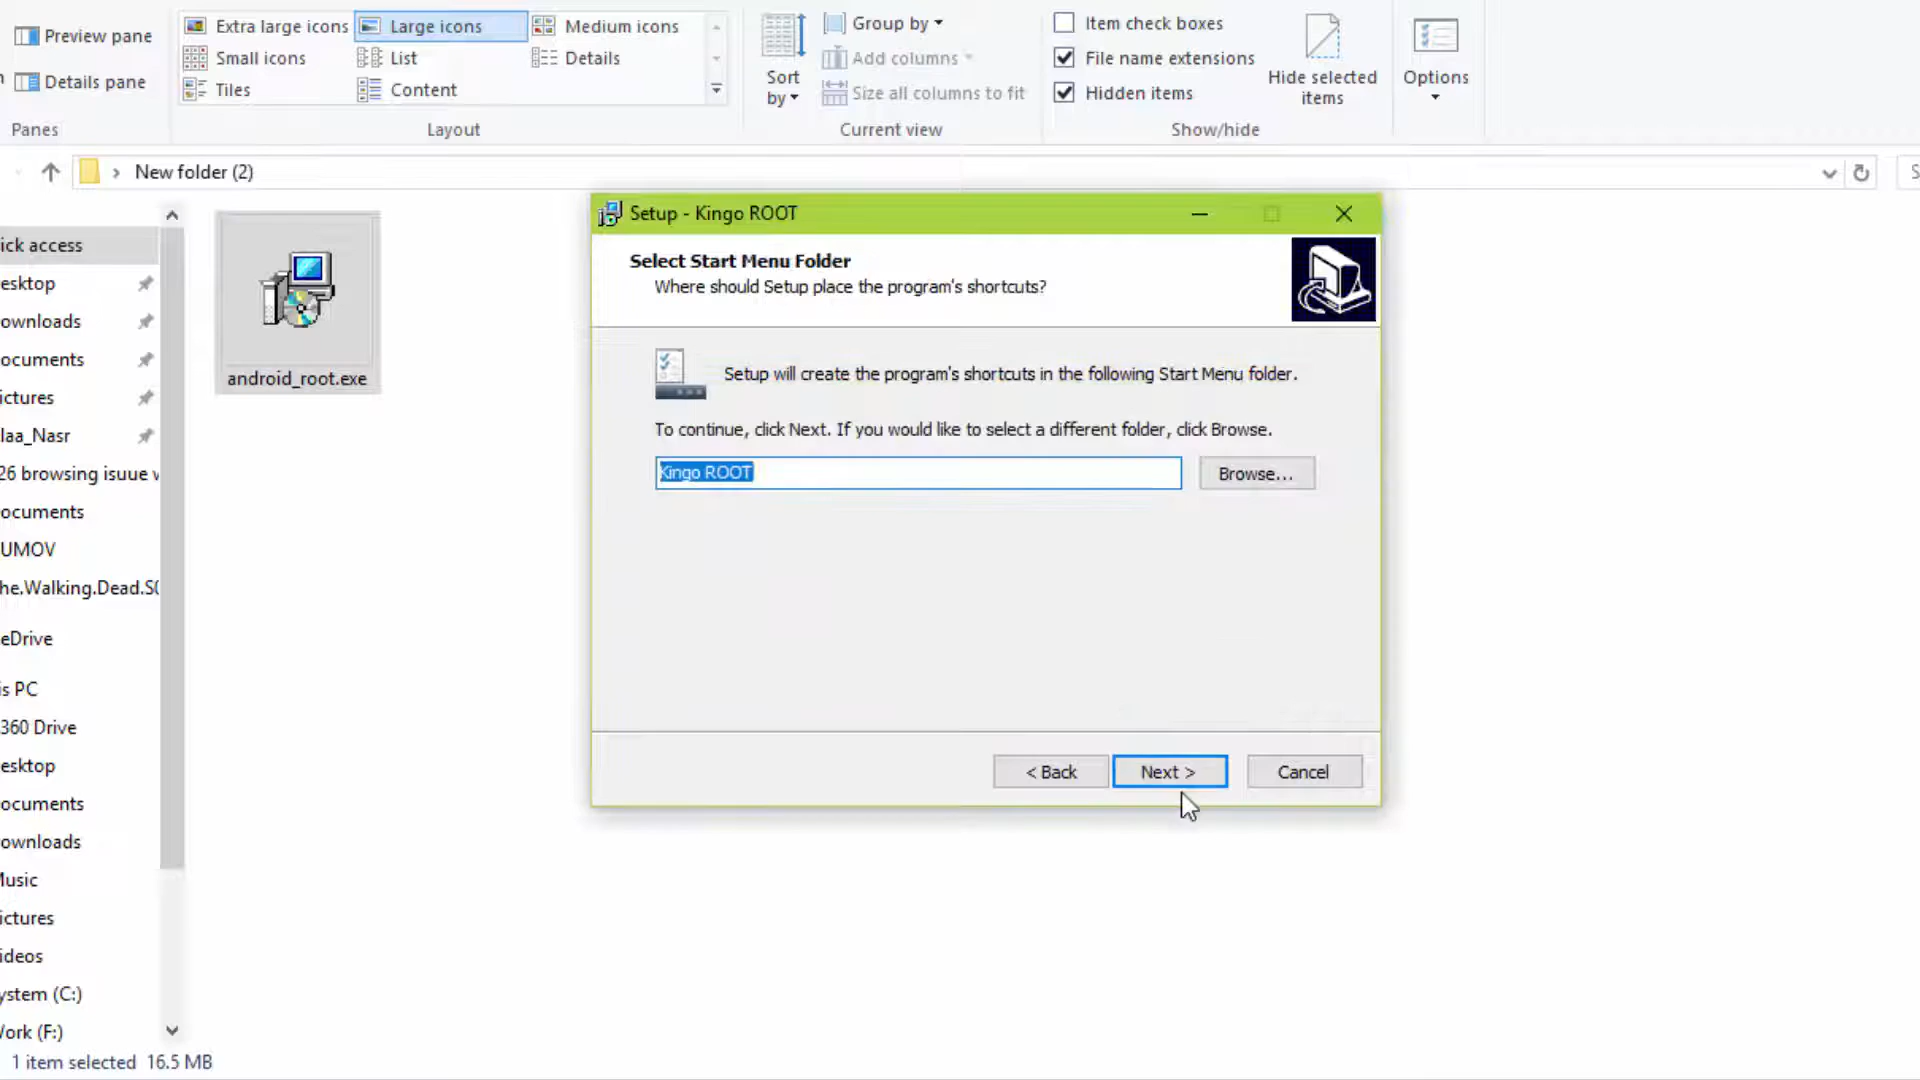 Preview pane
Details pane
Panes
Extra large icons
Large icons
Medium icons
Small icons
List
Details
Tiles
Content
Layout
Sort by
Group by
Add columns
Size all columns to fit
Current view
Item check boxes
File name extensions
Hidden items
Hide selected items
Show/hide
Options
New folder (2)
ick access
esktop
ownloads
ocuments
ictures
laa_Nasr
26 browsing isuue v
ocuments
UMOV
he.Walking.Dead.S0
eDrive
is PC
360 Drive
esktop
ocuments
ownloads
Music
ictures
ideos
ystem (C:)
Work (F:)
1 item selected 16.5 MB
android_root.exe
Setup - Kingo ROOT
Select Start Menu Folder
Where should Setup place the program's shortcuts?
Setup will create the program's shortcuts in the following Start Menu folder.
To continue, click Next. If you would like to select a different folder, click Browse.
Kingo ROOT
Browse...
< Back
Next >
Cancel